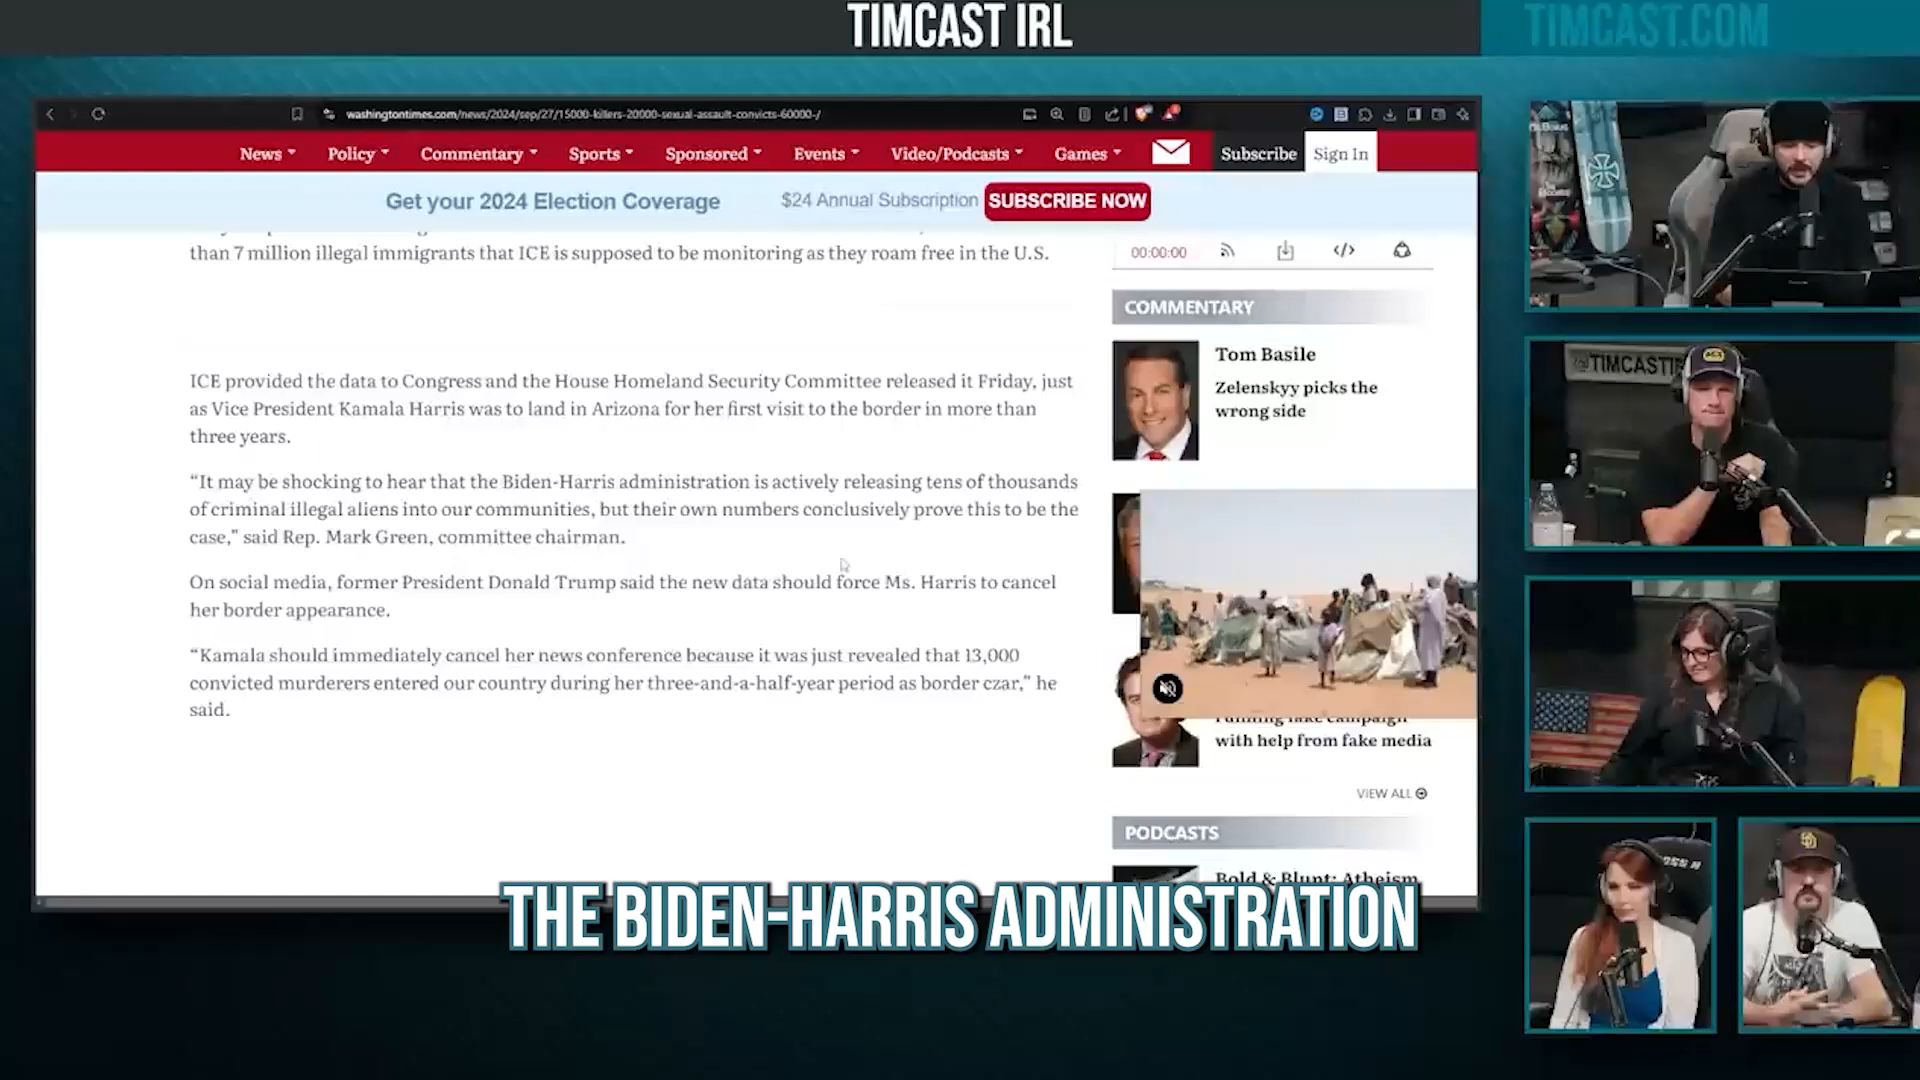 TIMCAST IRL
TIMCAST.COM
washingtontimes.com/news/2024/sep/27/15000-killers-20000-sexual-assault-convicts-60000-/
News Policy Commentary Sports Sponsored Events Video/Podcasts Games Subscribe Sign In
Get your 2024 Election Coverage $24 Annual Subscription SUBSCRIBE NOW
than 7 million illegal immigrants that ICE is supposed to be monitoring as they roam free in the U.S.
ICE provided the data to Congress and the House Homeland Security Committee released it Friday, just
as Vice President Kamala Harris was to land in Arizona for her first visit to the border in more than
three years.
“It may be shocking to hear that the Biden-Harris administration is actively releasing tens of thousands
of criminal illegal aliens into our communities, but their own numbers conclusively prove this to be the
case,” said Rep. Mark Green, committee chairman.
On social media, former President Donald Trump said the new data should force Ms. Harris to cancel
her border appearance.
“Kamala should immediately cancel her news conference because it was just revealed that 13,000
convicted murderers entered our country during her three-and-a-half-year period as border czar,” he
said.
00:00:00
COMMENTARY
Tom Basile
Zelenskyy picks the
wrong side
with help from fake media
VIEW ALL
PODCASTS
Bold & Blunt: Atheism
THE BIDEN-HARRIS ADMINISTRATION